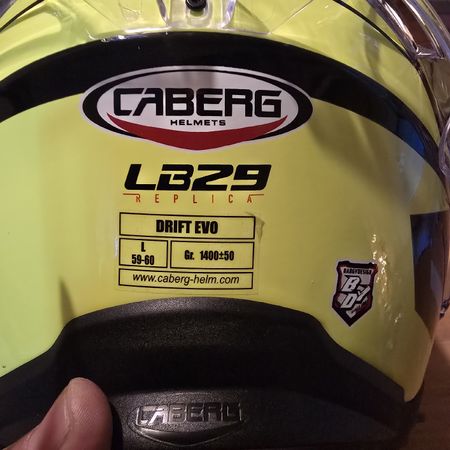 CABERG
HELMETS
LB29
REPLICA
DRIFT EVO
L
59-60
Gr. 1400±50
www.caberg-helm.com
CABERG